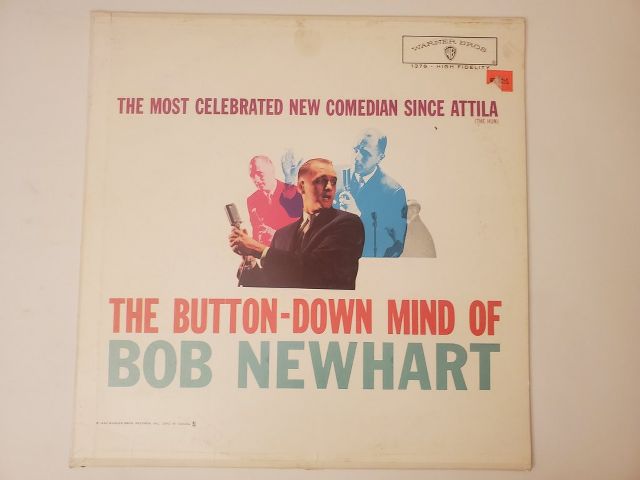 WARNER BROS
1379 - HIGH FIDELITY
THE MOST CELEBRATED NEW COMEDIAN SINCE ATTILA
(THE HUN)
THE BUTTON-DOWN MIND OF
BOB NEWHART